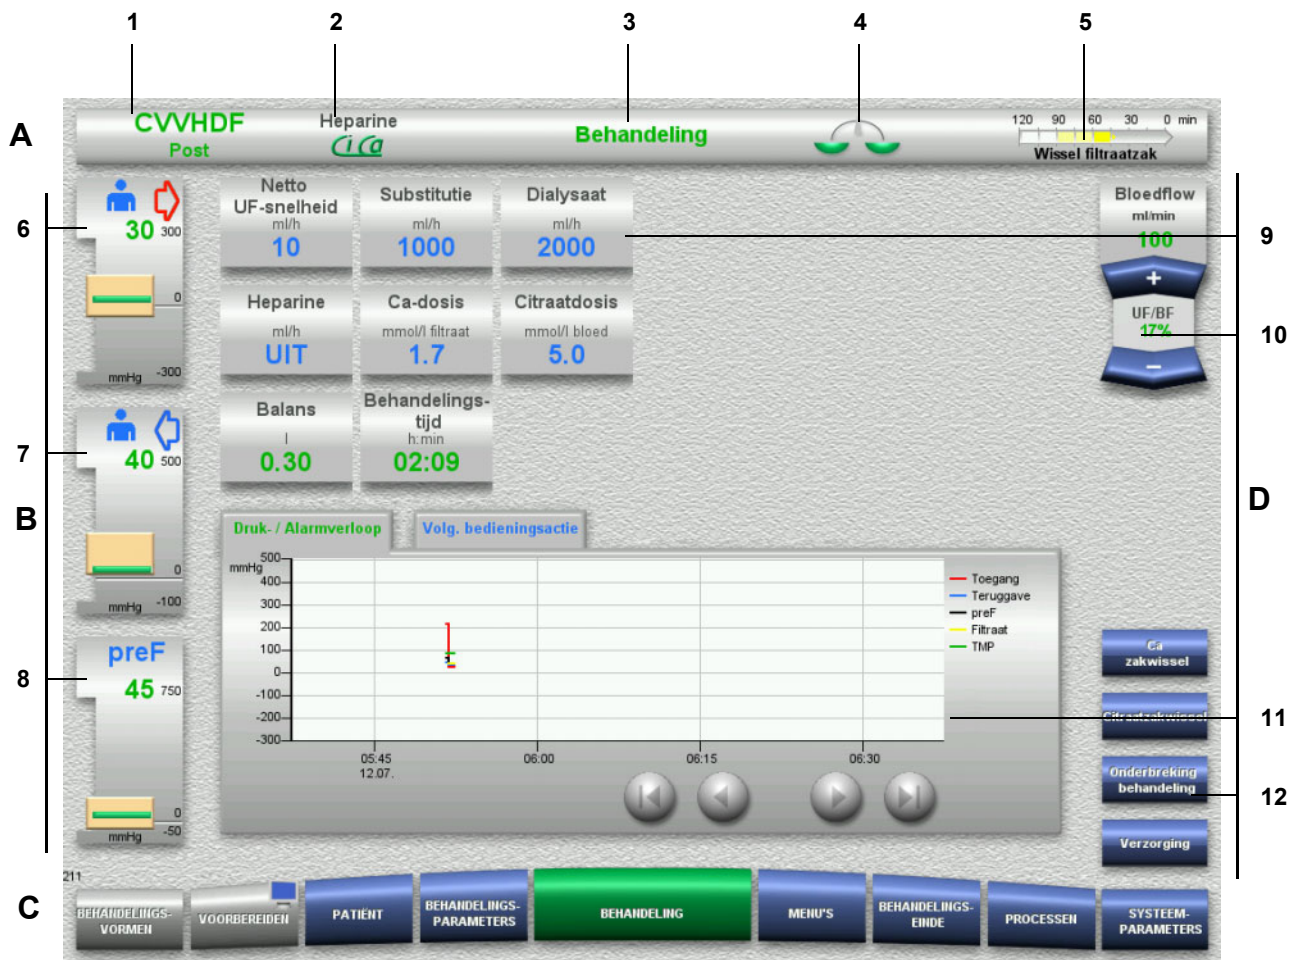 1 2 3 4 5
A
CVVHDF
Post
Heparine
CiCa
Behandeling
120 90 60 30 0 min
Wissel filtraatzak
6
30 300
0
-300
mmHg
7
40 500
0
-100
mmHg
B
8
preF
45 750
0
-50
mmHg
Netto
UF-snelheid
ml/h
10
Substitutie
ml/h
1000
Dialysaat
ml/h
2000
Heparine
ml/h
UIT
Ca-dosis
mmol/l filtraat
1.7
Citraatdosis
mmol/l bloed
5.0
Balans
l
0.30
Behandelings-
tijd
h:min
02:09
Bloedflow
ml/min
100
+
UF/BF
17%
−
9
10
D
11
12
Druk- / Alarmverloop
Volg. bedieningsactie
mmHg
500
400
300
200
100
0
-100
-200
-300
05:45 06:00 06:15 06:30
12.07.
Toegang
Teruggave
preF
Filtraat
TMP
Ca
zakwissel
Citraatzakwissel
Onderbreking
behandeling
Verzorging
211
C
BEHANDELINGS-
VORMEN
VOORBEREIDEN
PATIËNT
BEHANDELINGS-
PARAMETERS
BEHANDELING
MENU'S
BEHANDELINGS-
EINDE
PROCESSEN
SYSTEEM-
PARAMETERS